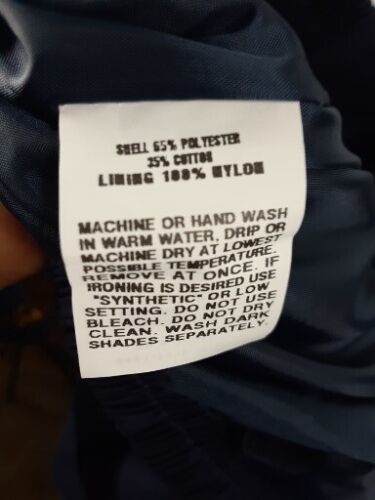 SHELL 65% POLYESTER
35% COTTON
LINING 100% NYLON
MACHINE OR HAND WASH
IN WARM WATER, DRIP OR
MACHINE DRY AT LOWEST
POSSIBLE TEMPERATURE.
REMOVE AT ONCE. IF
IRONING IS DESIRED USE
"SYNTHETIC" OR LOW
SETTING. DO NOT USE
BLEACH. DO NOT DRY
CLEAN. WASH DARK
SHADES SEPARATELY.